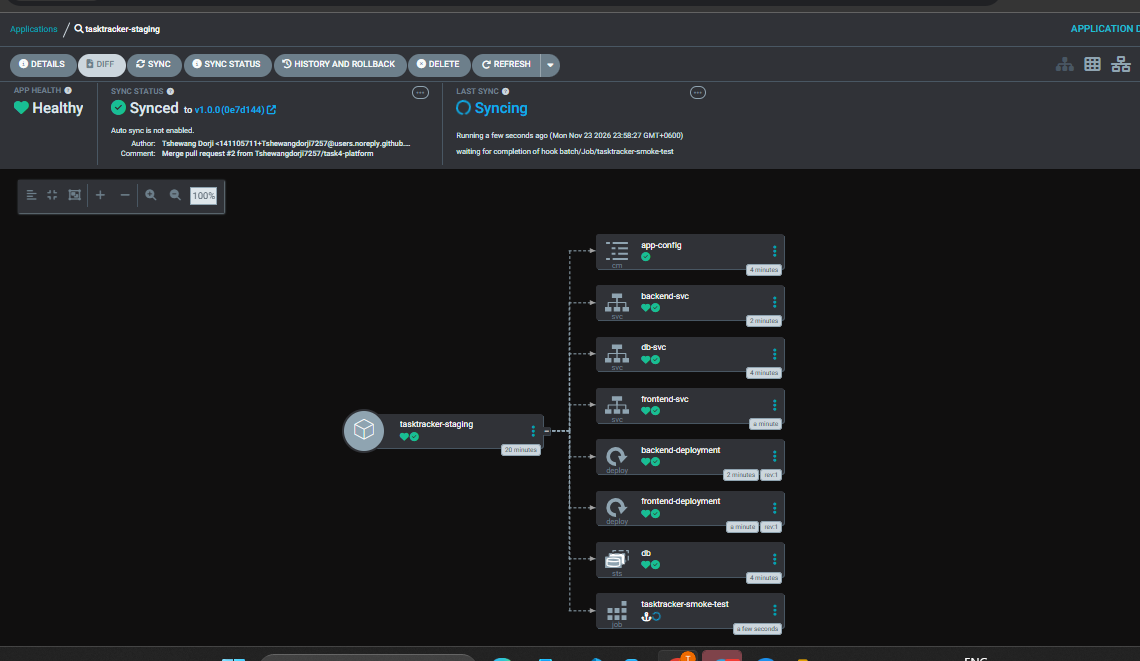 Applications / tasktracker-staging
APPLICATION D
DETAILS DIFF SYNC SYNC STATUS HISTORY AND ROLLBACK DELETE REFRESH
APP HEALTH
Healthy
SYNC STATUS
Synced to v1.0.0 (0e7d144)
Auto sync is not enabled.
Author: Tshewang Dorji <141105711+Tshewangdorji7257@users.noreply.github....
Comment: Merge pull request #2 from Tshewangdorji7257/task4-platform
LAST SYNC
Syncing
Running a few seconds ago (Mon Nov 23 2026 23:58:27 GMT+0600)
waiting for completion of hook batch/Job/tasktracker-smoke-test
100%
tasktracker-staging
20 minutes
app-config
cm
4 minutes
backend-svc
svc
2 minutes
db-svc
svc
4 minutes
frontend-svc
svc
a minute
backend-deployment
deploy
2 minutes rev:1
frontend-deployment
deploy
a minute rev:1
db
sts
4 minutes
tasktracker-smoke-test
job
a few seconds
T
ENG